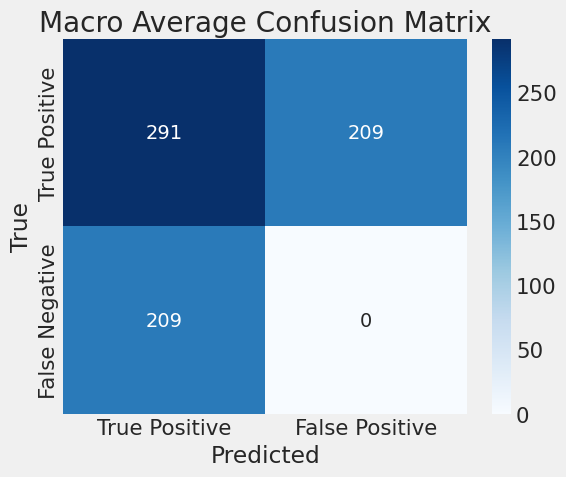 Macro Average Confusion Matrix
True
True Positive
False Negative
291
209
209
0
True Positive
False Positive
Predicted
250
200
150
100
50
0